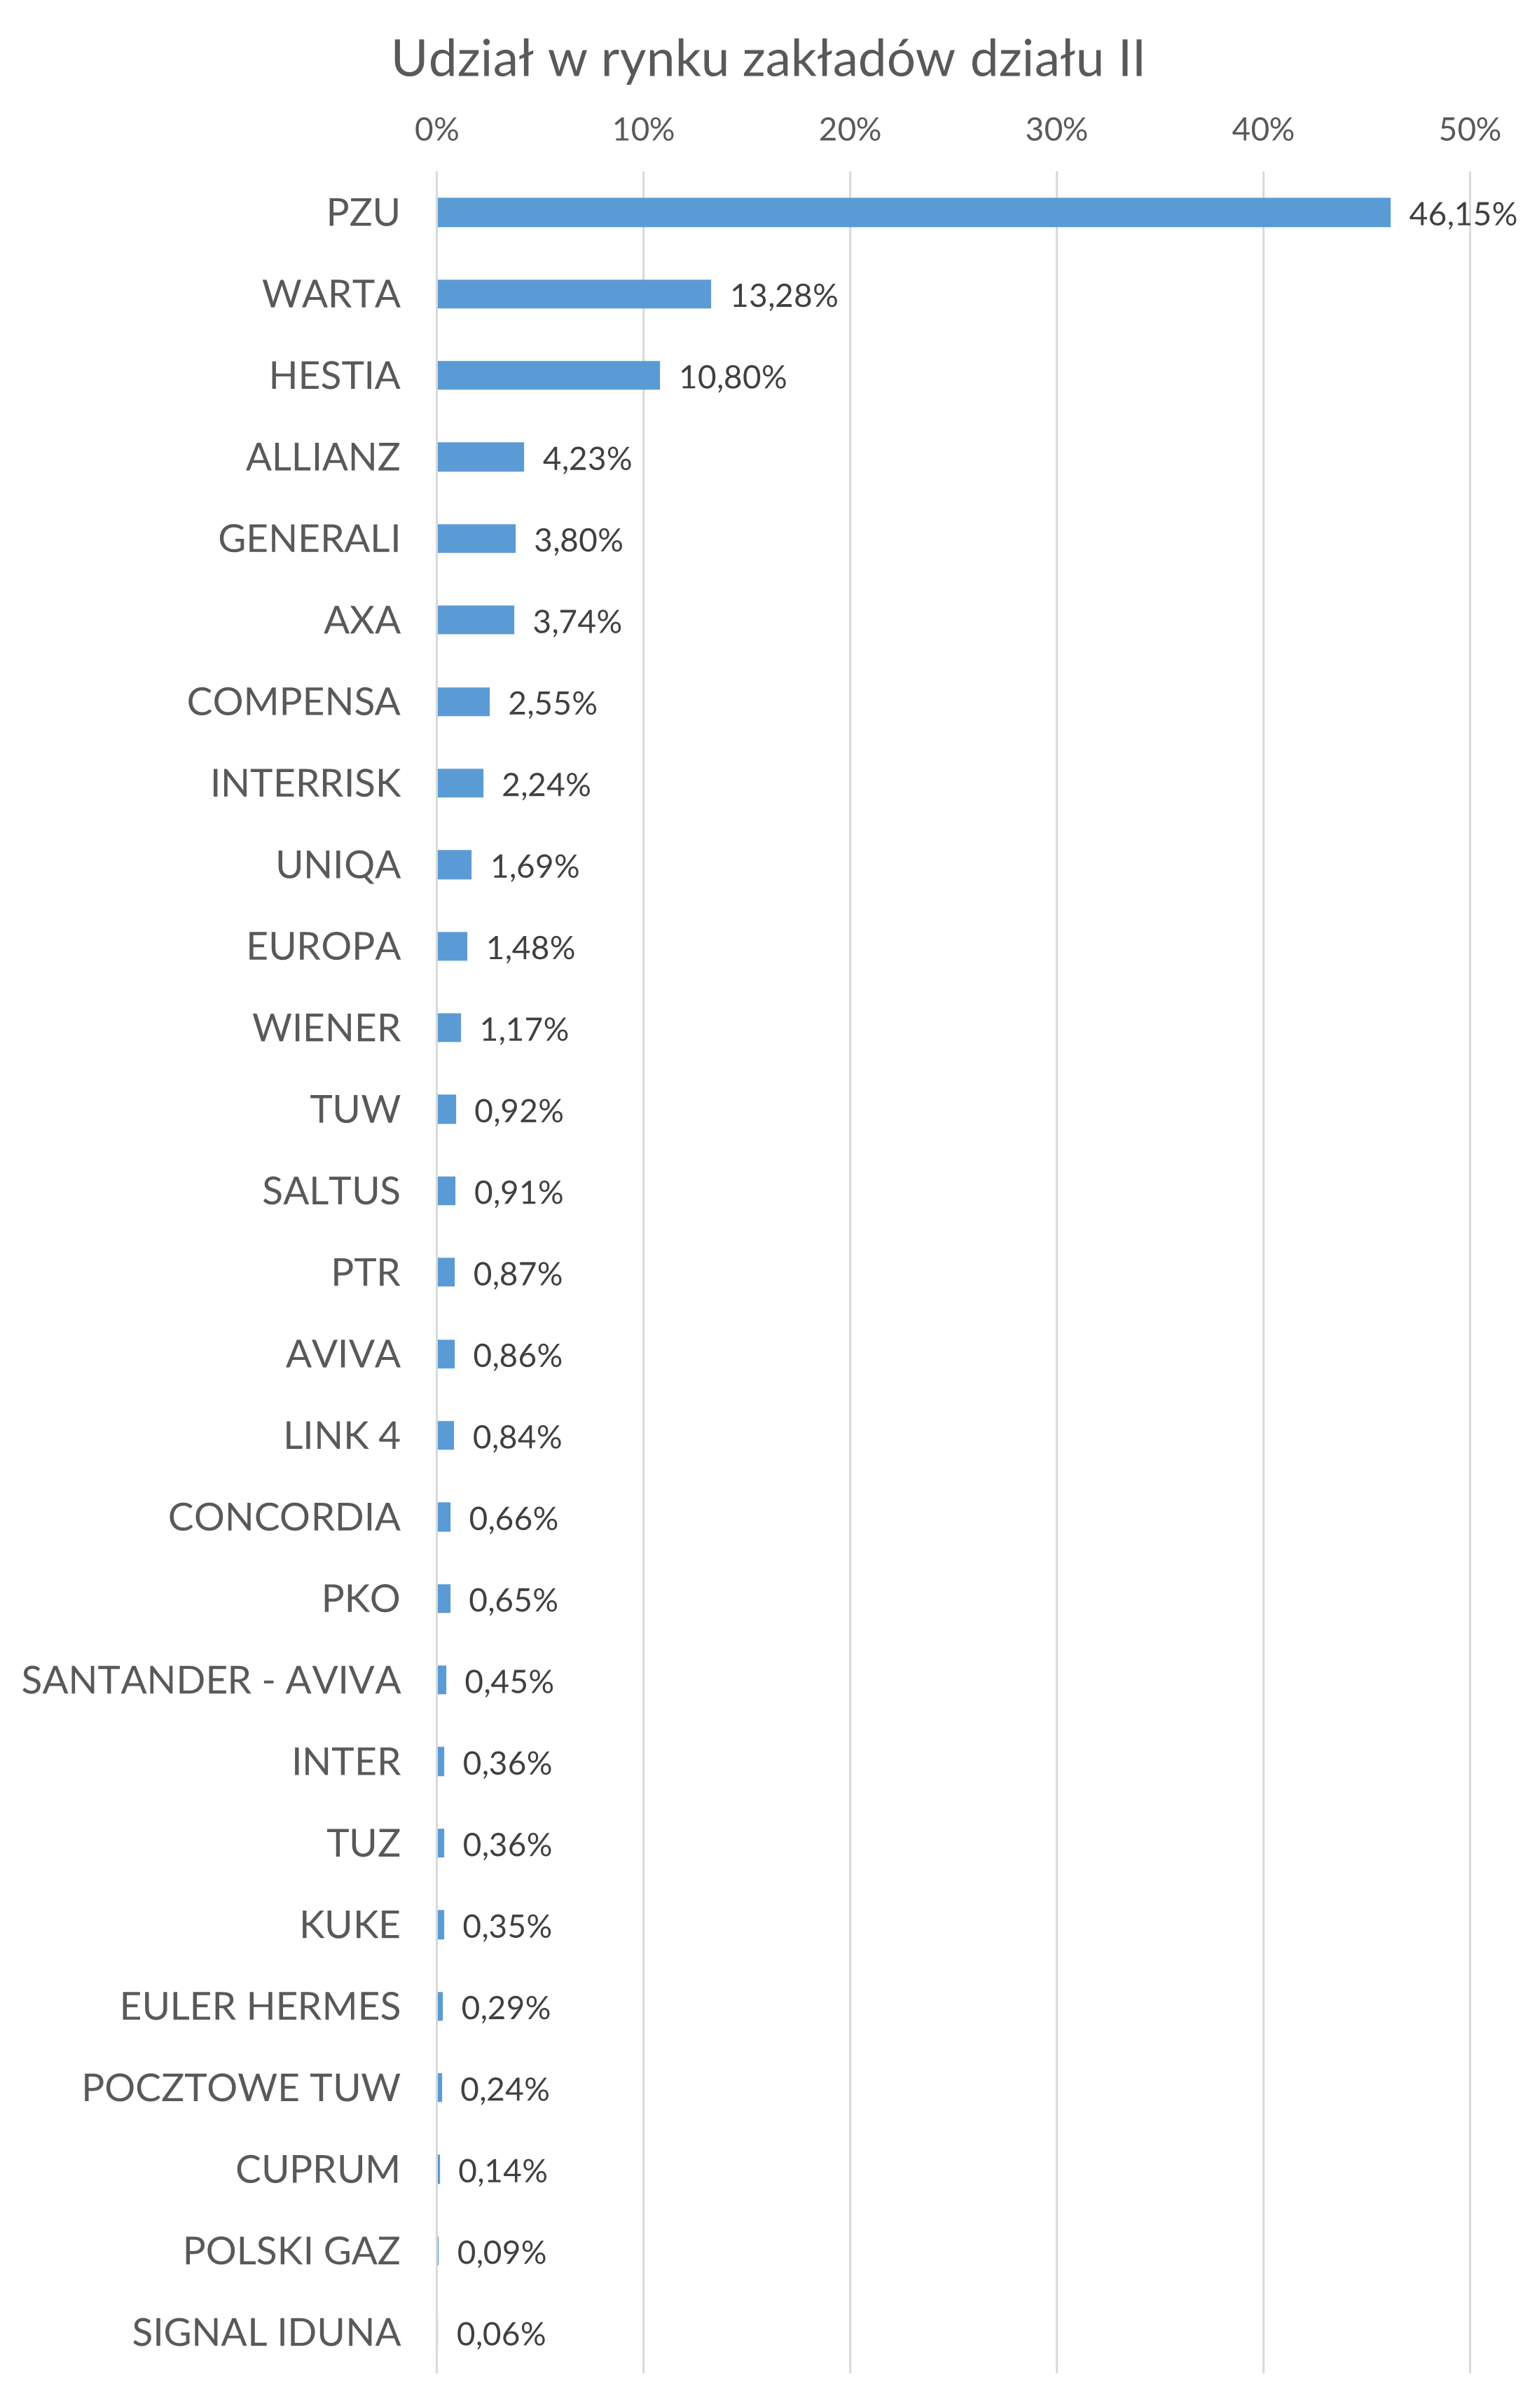 Udział w rynku zakładów działu II
0% 10% 20% 30% 40% 50%
PZU 46,15%
WARTA 13,28%
HESTIA 10,80%
ALLIANZ 4,23%
GENERALI 3,80%
AXA 3,74%
COMPENSA 2,55%
INTERRISK 2,24%
UNIQA 1,69%
EUROPA 1,48%
WIENER 1,17%
TUW 0,92%
SALTUS 0,91%
PTR 0,87%
AVIVA 0,86%
LINK 4 0,84%
CONCORDIA 0,66%
PKO 0,65%
SANTANDER - AVIVA 0,45%
INTER 0,36%
TUZ 0,36%
KUKE 0,35%
EULER HERMES 0,29%
POCZTOWE TUW 0,24%
CUPRUM 0,14%
POLSKI GAZ 0,09%
SIGNAL IDUNA 0,06%